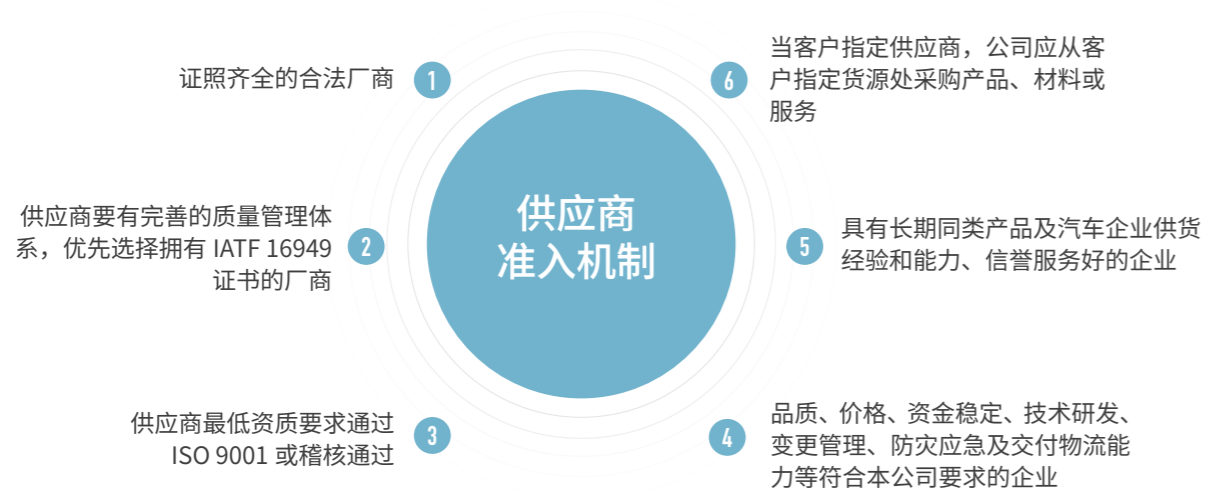 供应商
准入机制
1
证照齐全的合法厂商
2
供应商要有完善的质量管理体
系，优先选择拥有 IATF 16949
证书的厂商
3
供应商最低资质要求通过
ISO 9001 或稽核通过
4
品质、价格、资金稳定、技术研发、
变更管理、防灾应急及交付物流能
力等符合本公司要求的企业
5
具有长期同类产品及汽车企业供货
经验和能力、信誉服务好的企业
6
当客户指定供应商，公司应从客
户指定货源处采购产品、材料或
服务